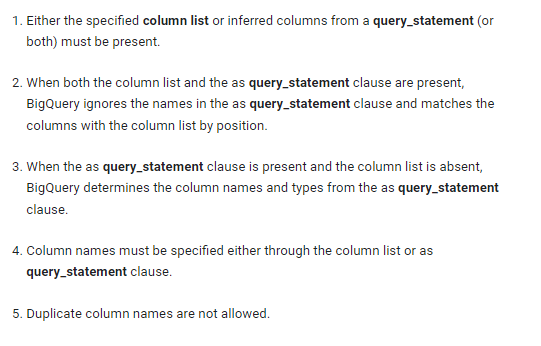 1. Either the specified column list or inferred columns from a query_statement (or
both) must be present.
2. When both the column list and the as query_statement clause are present,
BigQuery ignores the names in the as query_statement clause and matches the
columns with the column list by position.
3. When the as query_statement clause is present and the column list is absent,
BigQuery determines the column names and types from the as query_statement
clause.
4. Column names must be specified either through the column list or as
query_statement clause.
5. Duplicate column names are not allowed.